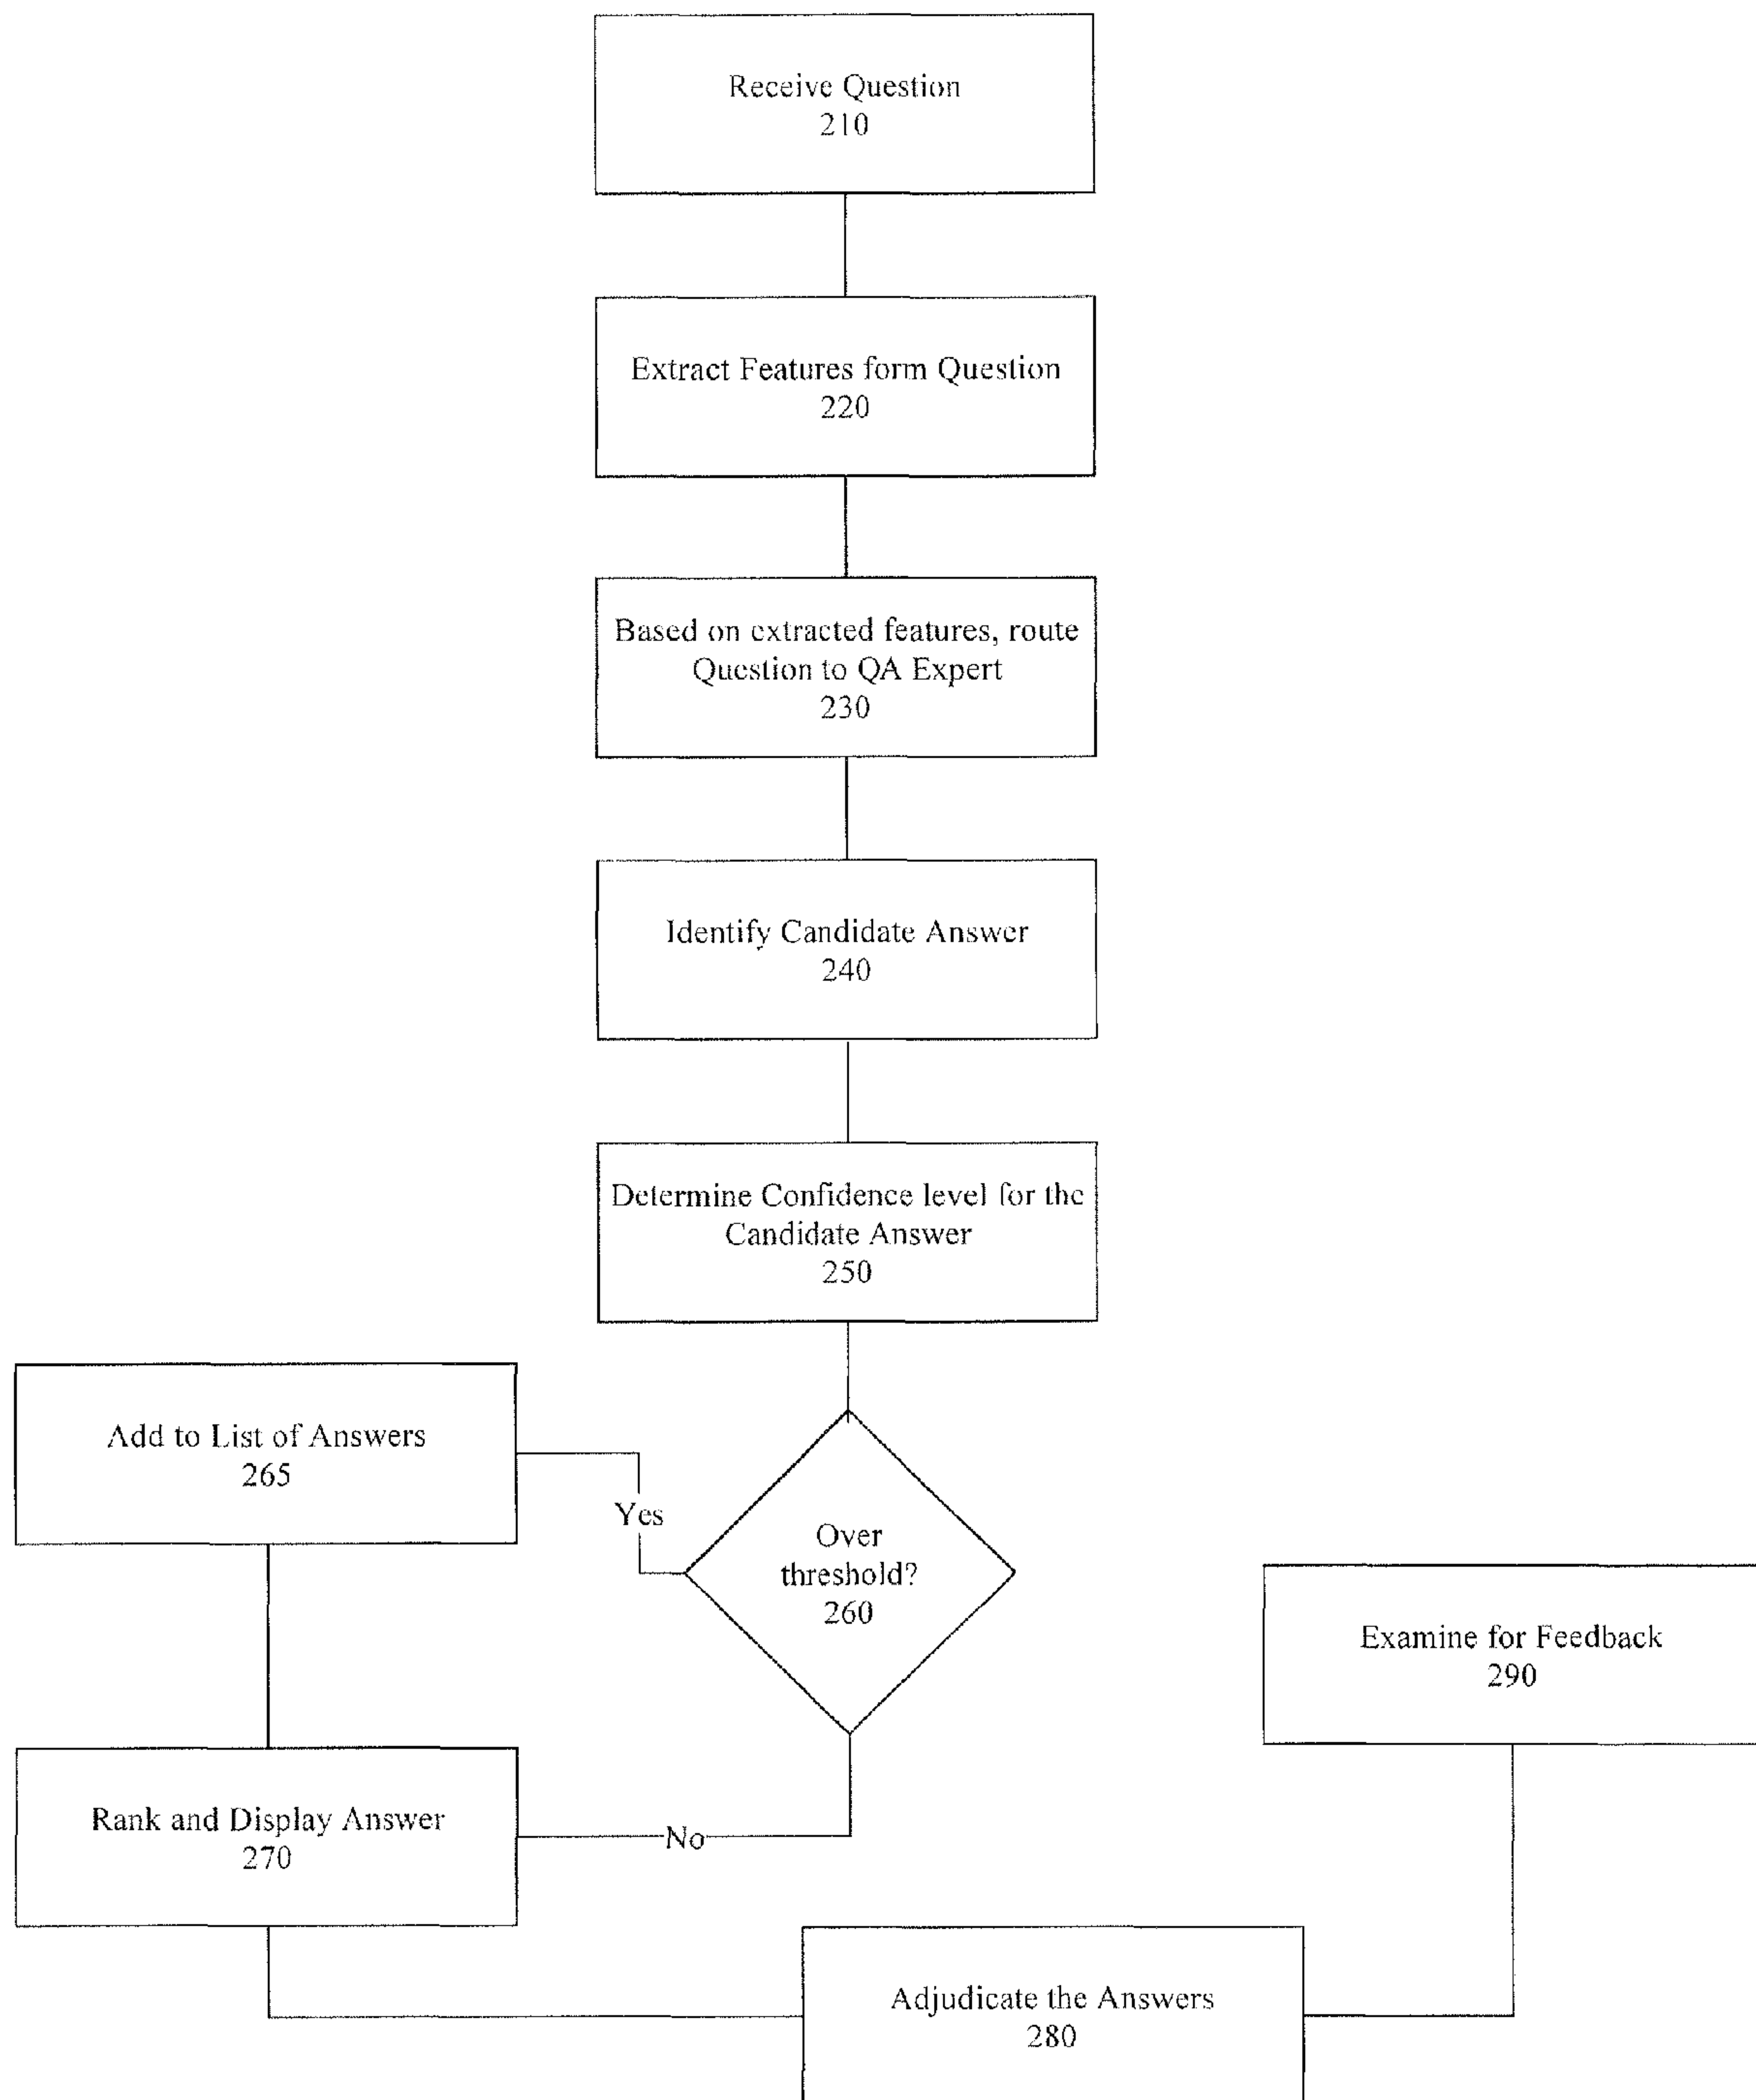 Receive Question
210
Extract Features form Question
220
Based on extracted features, route
Question to QA Expert
230
Identify Candidate Answer
240
Determine Confidence level for the
Candidate Answer
250
Add to List of Answers
265
Yes
Over
threshold?
260
Examine for Feedback
290
Rank and Display Answer
270
No
Adjudicate the Answers
280